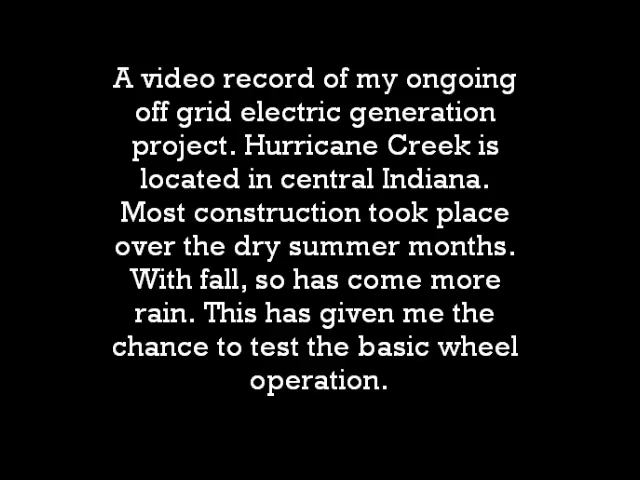 A video record of my ongoing
off grid electric generation
project. Hurricane Creek is
located in central Indiana.
Most construction took place
over the dry summer months.
With fall, so has come more
rain. This has given me the
chance to test the basic wheel
operation.